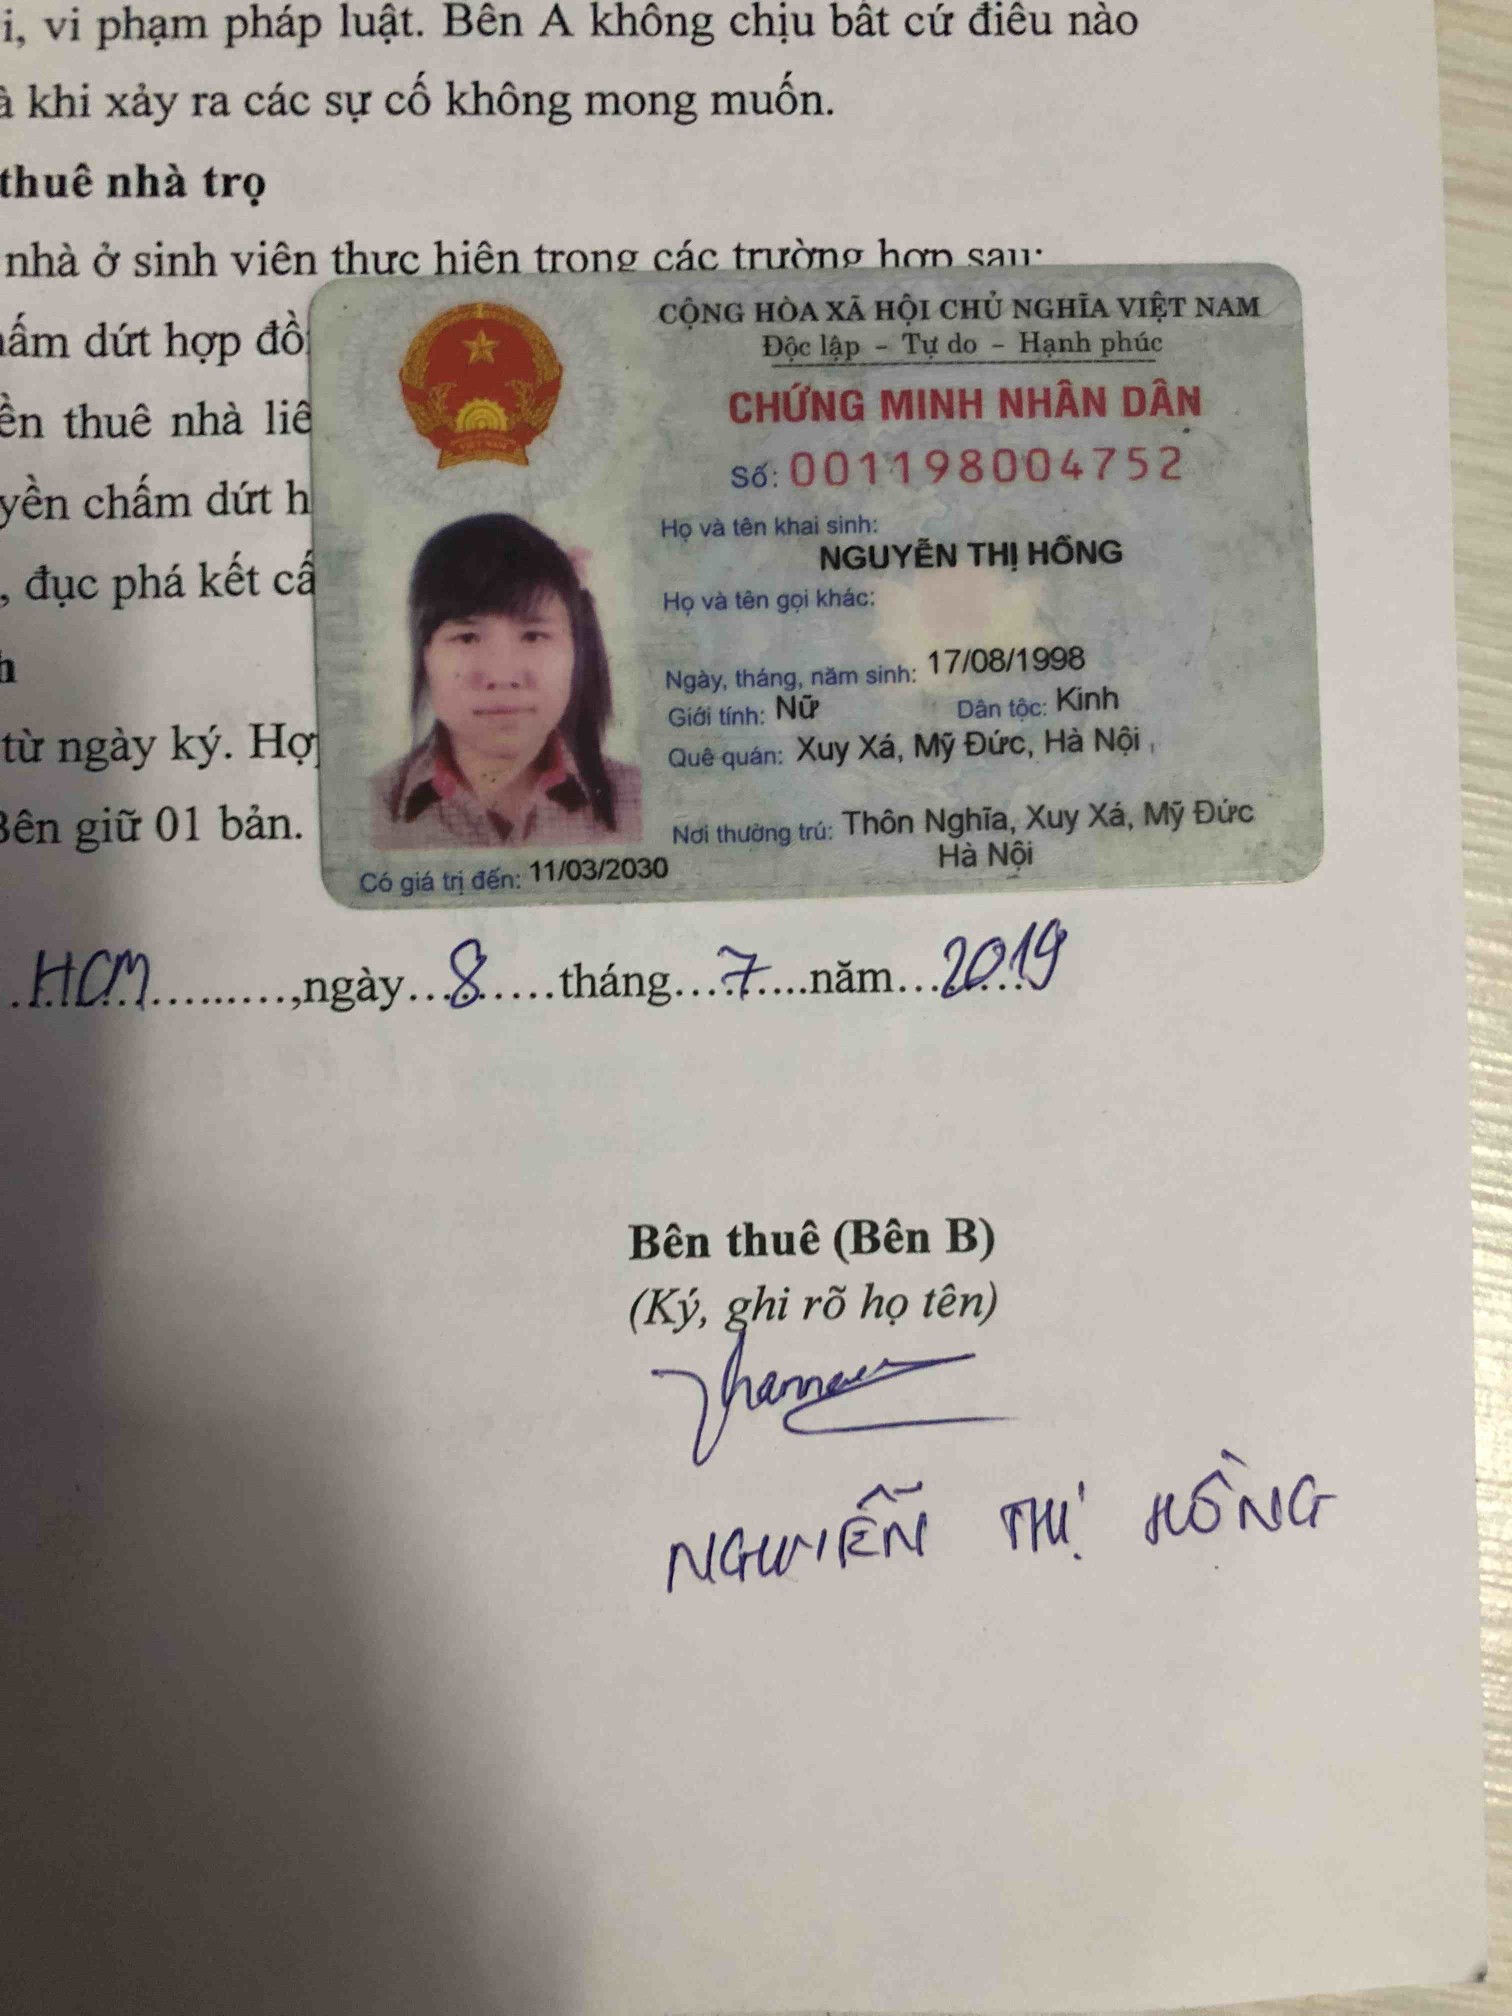 i, vi phạm pháp luật. Bên A không chịu bất cứ điều nào
à khi xảy ra các sự cố không mong muốn.
thuê nhà trọ
nhà ở sinh viên thực hiện trong các trường hợp sau:
hấm dứt hợp đồ
ền thuê nhà liê
yền chấm dứt h
, đục phá kết cấ
h
từ ngày ký. Hợ
Bên giữ 01 bản.
CỘNG HÒA XÃ HỘI CHỦ NGHĨA VIỆT NAM
Độc lập - Tự do - Hạnh phúc
CHỨNG MINH NHÂN DÂN
Số: 001198004752
Họ và tên khai sinh:
NGUYỄN THỊ HỒNG
Họ và tên gọi khác:
Ngày, tháng, năm sinh: 17/08/1998
Giới tính: Nữ Dân tộc: Kinh
Quê quán: Xuy Xá, Mỹ Đức, Hà Nội
Nơi thường trú: Thôn Nghĩa, Xuy Xá, Mỹ Đức
Hà Nội
Có giá trị đến: 11/03/2030
VIỆT NAM
...HCM............,ngày...8......tháng....7.....năm...2019
Bên thuê (Bên B)
(Ký, ghi rõ họ tên)
NGUYỄN THỊ HỒNG